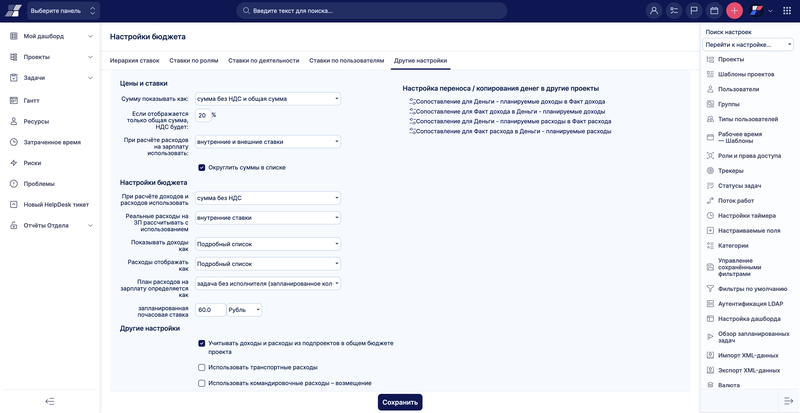 Выберите панель
Введите текст для поиска...
Мой дашборд
Проекты
Задачи
Гантт
Ресурсы
Затраченное время
Риски
Проблемы
Новый HelpDesk тикет
Отчёты Отдела
Настройки бюджета
Иерархия ставок
Ставки по ролям
Ставки по деятельности
Ставки по пользователям
Другие настройки
Цены и ставки
Сумму показывать как:
сумма без НДС и общая сумма
Если отображается
только общая сумма,
НДС будет:
20
%
При расчёте расходов
на зарплату
использовать:
внутренние и внешние ставки
Округлить суммы в списке
Настройки бюджета
При расчёте доходов и
расходов использовать
сумма без НДС
Реальные расходы на
ЗП рассчитывать с
использованием
внутренние ставки
Показывать доходы
как
Подробный список
Расходы отображать
как
Подробный список
План расходов на
зарплату определяется
как
задача без исполнителя (запланированное кол-
запланированная
почасовая ставка
60.0
Рубль
Другие настройки
Учитывать доходы и расходы из подпроектов в общем бюджете
проекта
Использовать транспортные расходы
Использовать командировочные расходы – возмещение
Настройка переноса / копирования денег в другие проекты
Сопоставление для Деньги - планируемые доходы в Факт дохода
Сопоставление для Факт дохода в Деньги - планируемые доходы
Сопоставление для Деньги - планируемые расходы в Факт расхода
Сопоставление для Факт расхода в Деньги - планируемые расходы
Сохранить
Поиск настроек
Перейти к настройке...
Проекты
Шаблоны проектов
Пользователи
Группы
Типы пользователей
Рабочее время
— Шаблоны
Роли и права доступа
Трекеры
Статусы задач
Поток работ
Настройки таймера
Настраиваемые поля
Категории
Управление
сохранёнными
фильтрами
Фильтры по умолчанию
Аутентификация LDAP
Настройка дашборда
Обзор запланированных
задач
Импорт XML-данных
Экспорт XML-данных
Валюта